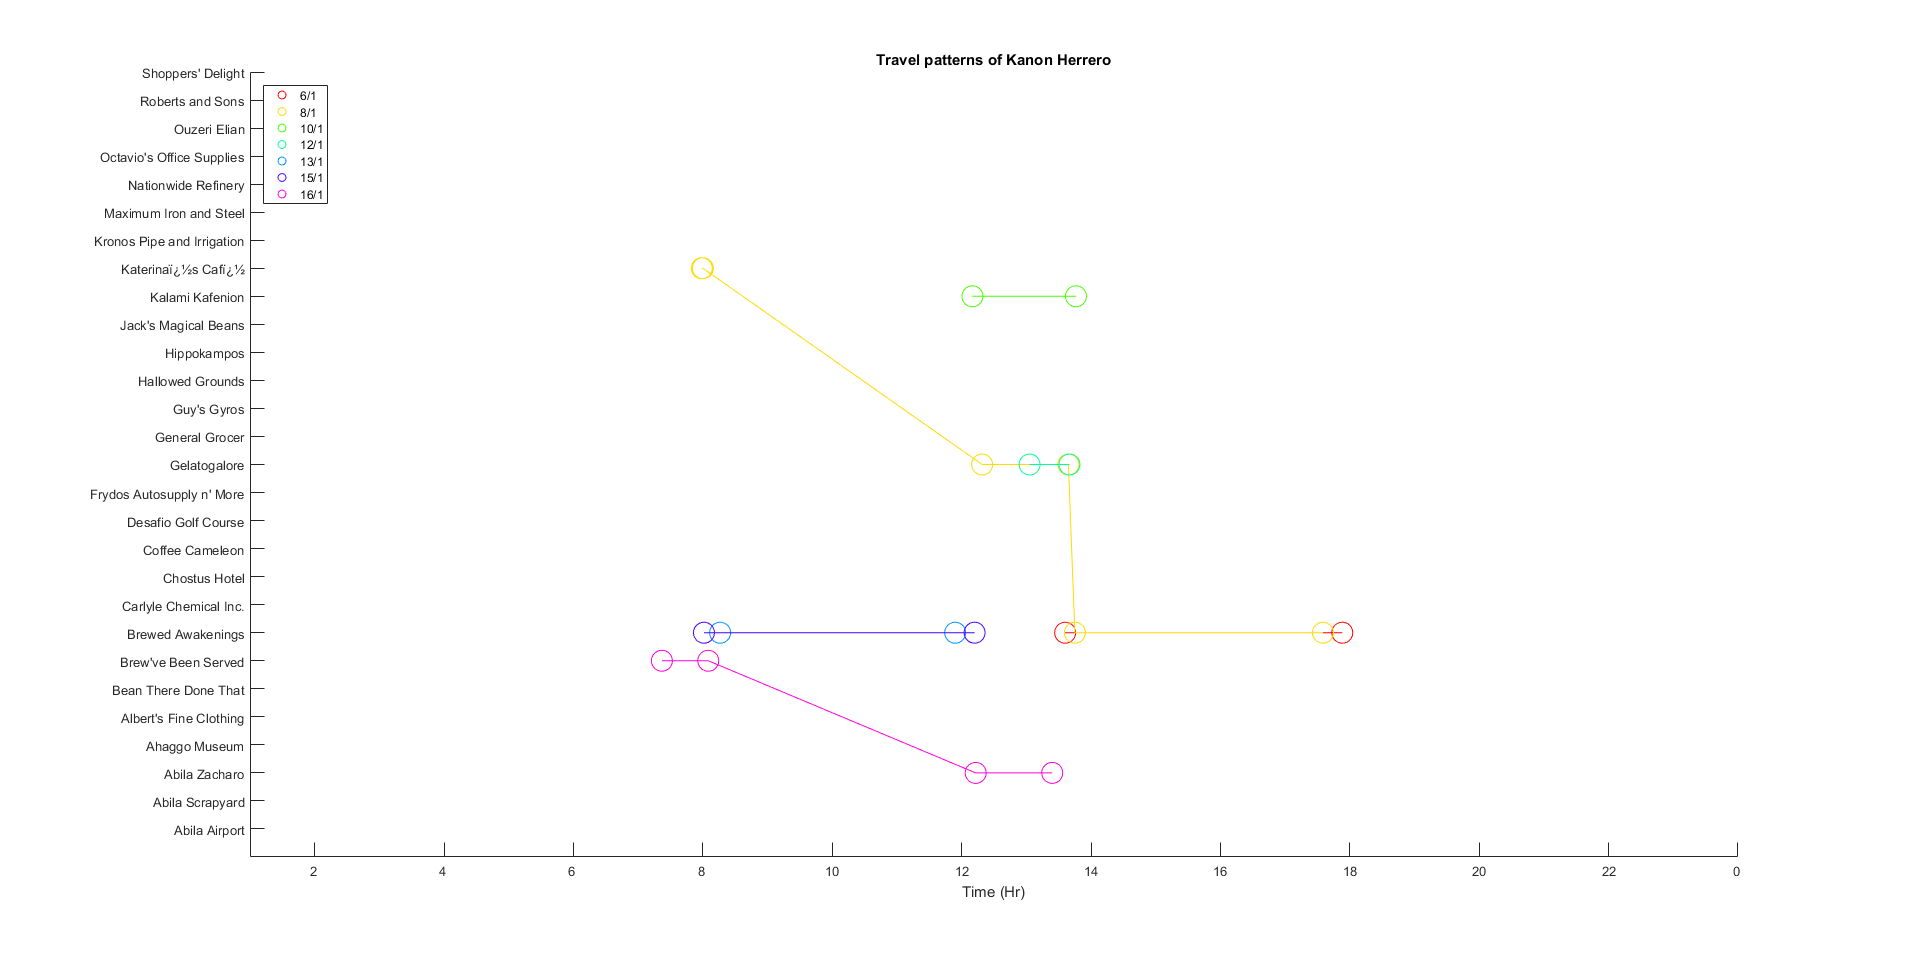 Travel patterns of Kanon Herrero
Shoppers' Delight
Roberts and Sons
Ouzeri Elian
Octavio's Office Supplies
Nationwide Refinery
Maximum Iron and Steel
Kronos Pipe and Irrigation
Katerinaï¿½s Cafï¿½
Kalami Kafenion
Jack's Magical Beans
Hippokampos
Hallowed Grounds
Guy's Gyros
General Grocer
Gelatogalore
Frydos Autosupply n' More
Desafio Golf Course
Coffee Cameleon
Chostus Hotel
Carlyle Chemical Inc.
Brewed Awakenings
Brew've Been Served
Bean There Done That
Albert's Fine Clothing
Ahaggo Museum
Abila Zacharo
Abila Scrapyard
Abila Airport
6/1
8/1
10/1
12/1
13/1
15/1
16/1
2 4 6 8 10 12 14 16 18 20 22 0
Time (Hr)